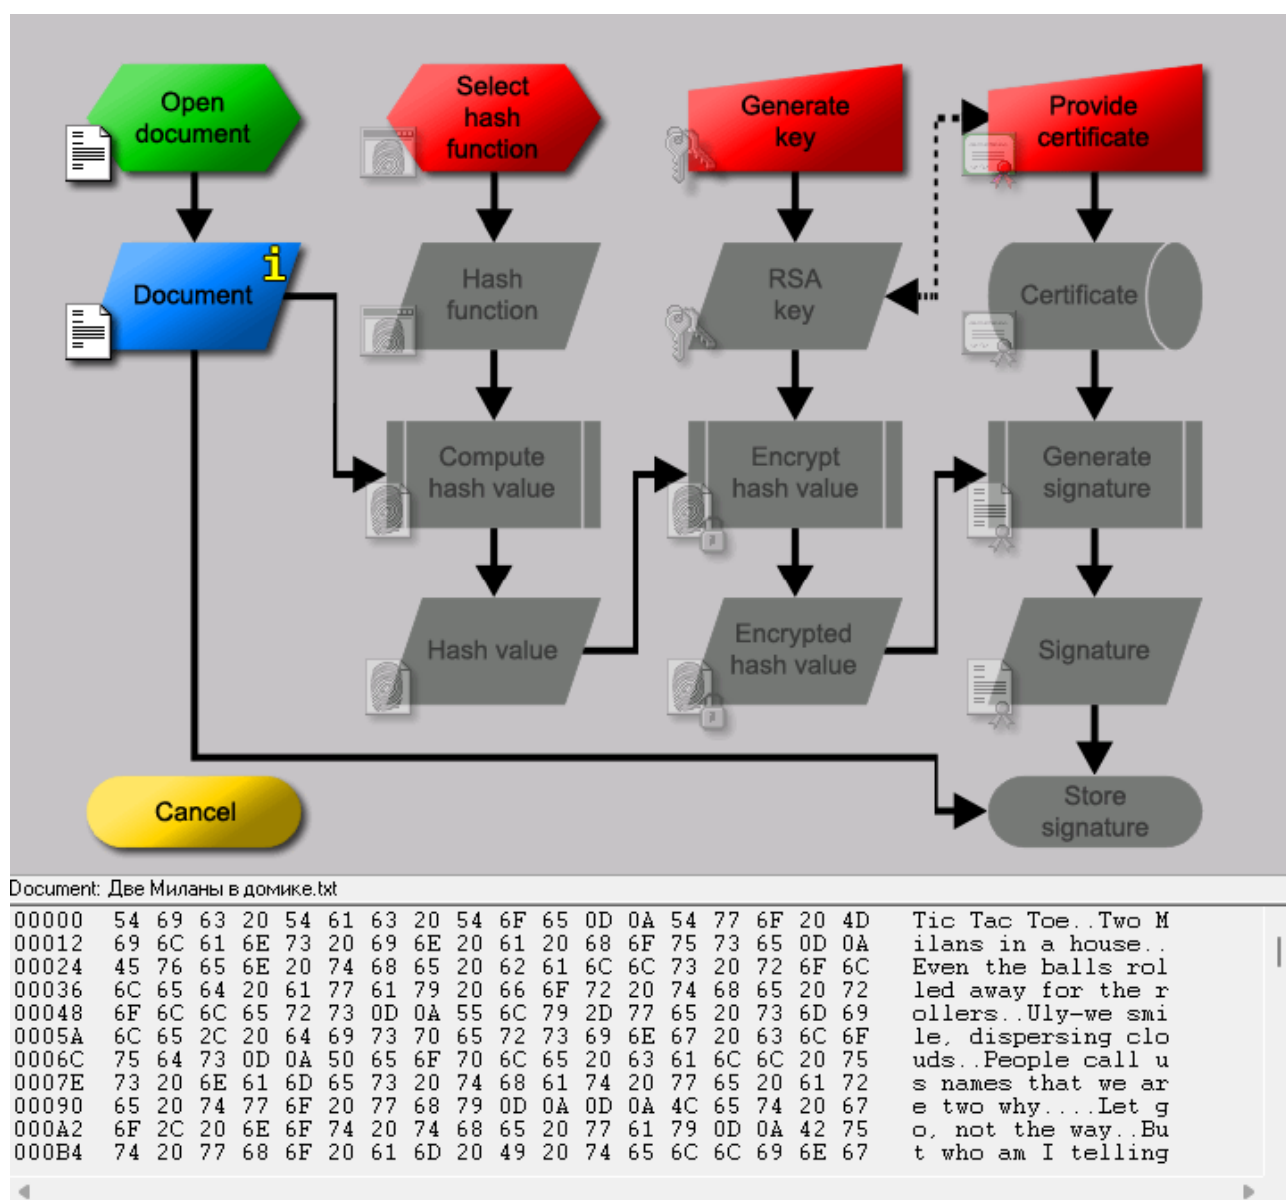 Open
document
Select
hash
function
Generate
key
Provide
certificate
Document
i
Hash
function
RSA
key
Certificate
Compute
hash value
Encrypt
hash value
Generate
signature
Hash value
Encrypted
hash value
Signature
Cancel
Store
signature
Document: Две Миланы в домике.txt
00000 54 69 63 20 54 61 63 20 54 6F 65 0D 0A 54 77 6F 20 4D Tic Tac Toe..Two M
00012 69 6C 61 6E 73 20 69 6E 20 61 20 68 6F 75 73 65 0D 0A ilans in a house..
00024 45 76 65 6E 20 74 68 65 20 62 61 6C 6C 73 20 72 6F 6C Even the balls rol
00036 6C 65 64 20 61 77 61 79 20 66 6F 72 20 74 68 65 20 72 led away for the r
00048 6F 6C 6C 65 72 73 0D 0A 55 6C 79 2D 77 65 20 73 6D 69 ollers..Uly-we smi
0005A 6C 65 2C 20 64 69 73 70 65 72 73 69 6E 67 20 63 6C 6F le, dispersing clo
0006C 75 64 73 0D 0A 50 65 6F 70 6C 65 20 63 61 6C 6C 20 75 uds..People call u
0007E 73 20 6E 61 6D 65 73 20 74 68 61 74 20 77 65 20 61 72 s names that we ar
00090 65 20 74 77 6F 20 77 68 79 0D 0A 0D 0A 4C 65 74 20 67 e two why....Let g
000A2 6F 2C 20 6E 6F 74 20 74 68 65 20 77 61 79 0D 0A 42 75 o, not the way..Bu
000B4 74 20 77 68 6F 20 61 6D 20 49 20 74 65 6C 6C 69 6E 67 t who am I telling